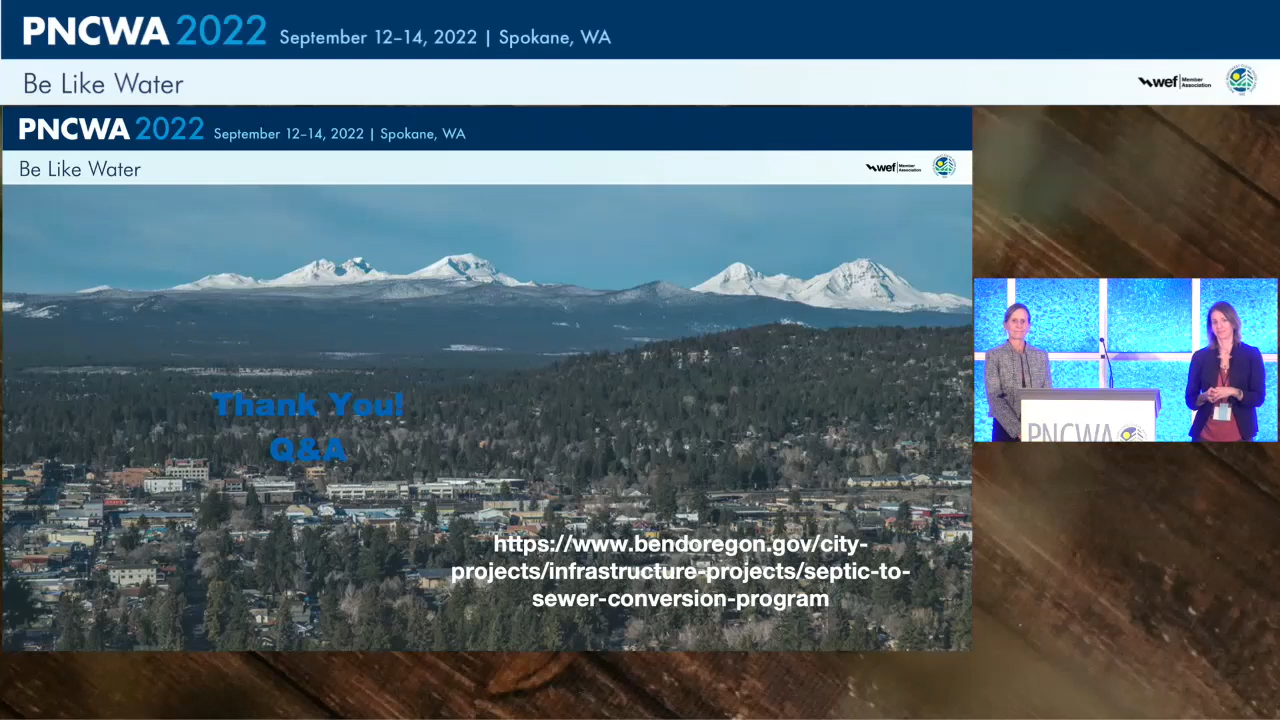 PNCWA 2022 September 12–14, 2022 | Spokane, WA
Be Like Water
wef Member Association
PNCWA 2022 September 12–14, 2022 | Spokane, WA
Be Like Water
wef Member Association
Thank You!
Q&A
https://www.bendoregon.gov/city-
projects/infrastructure-projects/septic-to-
sewer-conversion-program
PNCWA